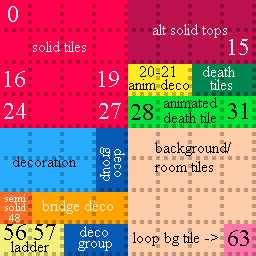 0
solid tiles
alt solid tops
15
16
19
20-21
anim deco
death
tiles
24
27
28
animated
death tile
31
decoration
deco
group
background/
room tiles
semi
solid
48
bridge deco
56
57
ladder
deco
group
loop bg tile ->
63